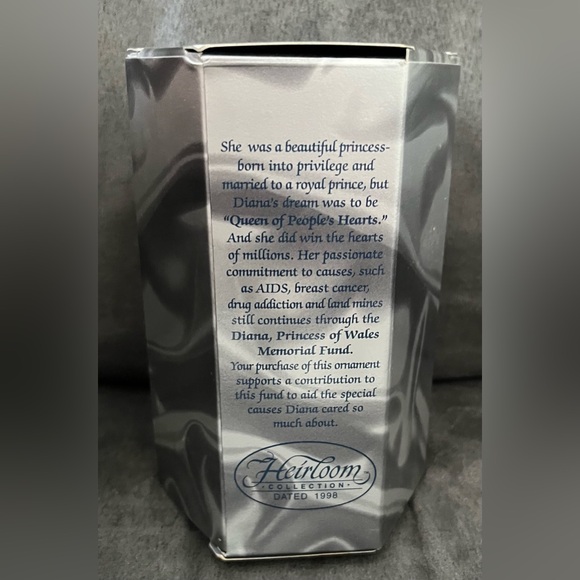 She was a beautiful princess-
born into privilege and
married to a royal prince, but
Diana's dream was to be
"Queen of People's Hearts."
And she did win the hearts
of millions. Her passionate
commitment to causes, such
as AIDS, breast cancer,
drug addiction and land mines
still continues through the
Diana, Princess of Wales
Memorial Fund.
Your purchase of this ornament
supports a contribution to
this fund to aid the special
causes Diana cared so
much about.
Heirloom
• COLLECTION •
DATED 1998